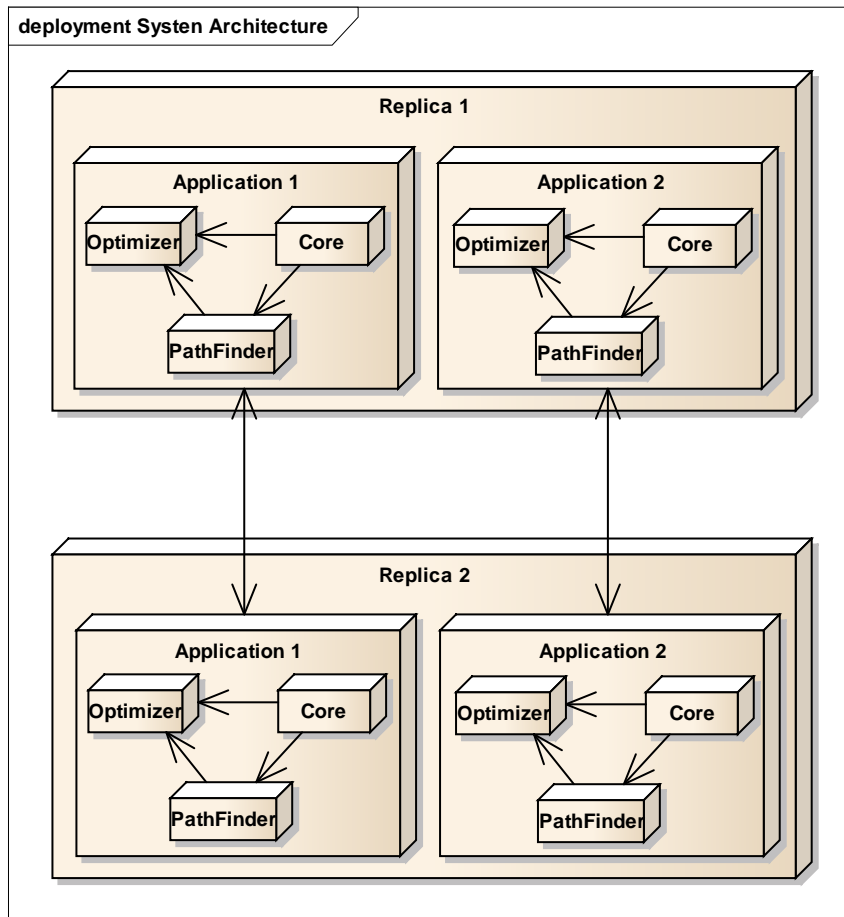 deployment Systen Architecture
Replica 1
Application 1
Application 2
Optimizer
Core
Optimizer
Core
PathFinder
PathFinder
Replica 2
Application 1
Application 2
Optimizer
Core
Optimizer
Core
PathFinder
PathFinder